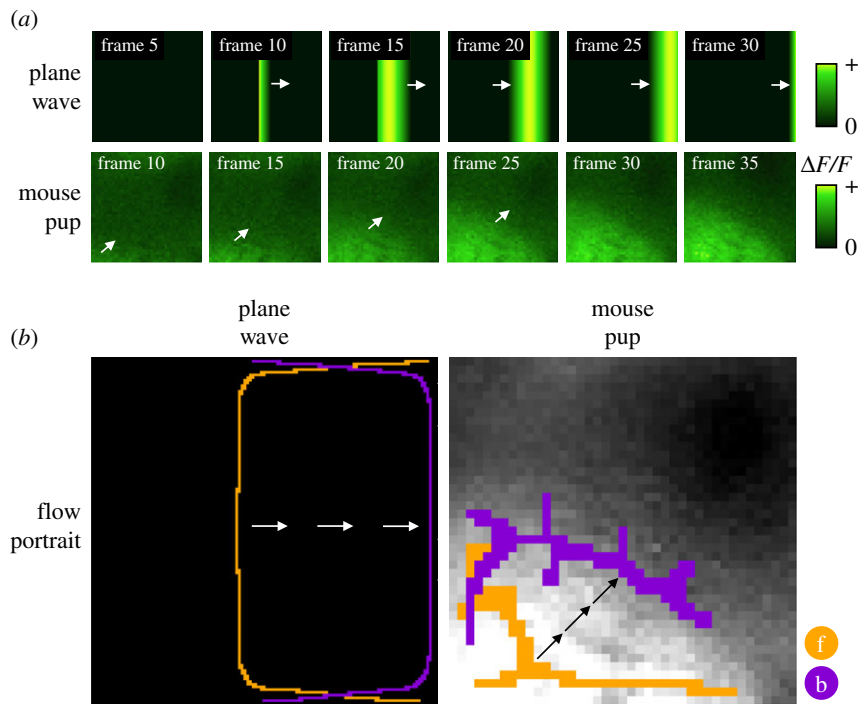 (a)
plane
wave
frame 5
frame 10
frame 15
frame 20
frame 25
frame 30
+
0
mouse
pup
frame 10
frame 15
frame 20
frame 25
frame 30
frame 35
ΔF/F
+
0
(b)
plane
wave
mouse
pup
flow
portrait
f
b